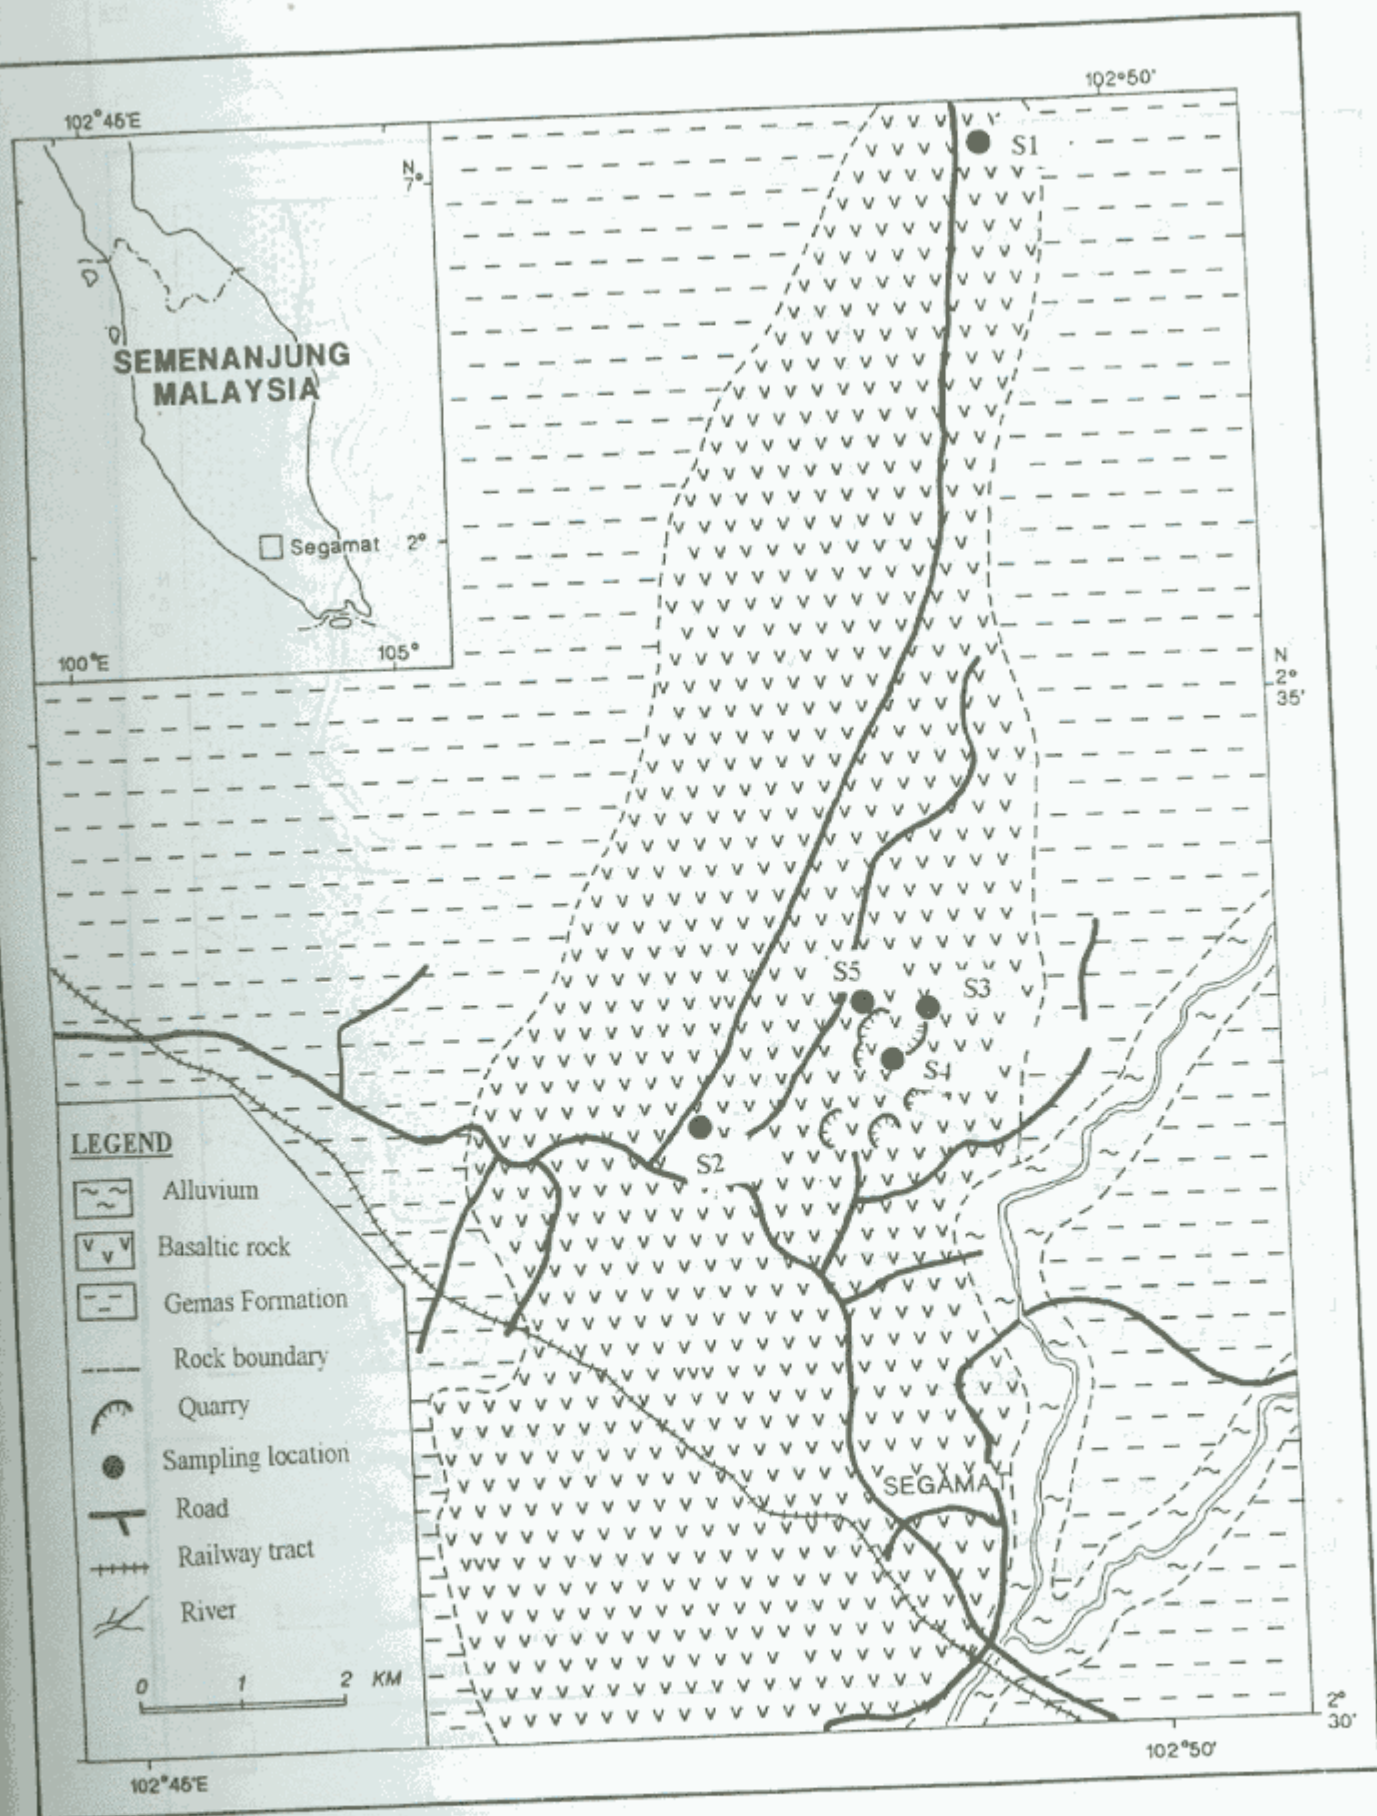 102°50'
102°45'E
N
7°
S1
SEMENANJUNG
MALAYSIA
Segamat 2°
100°E 105°
N
2°
35'
S5
S3
S4
S2
LEGEND
Alluvium
Basaltic rock
Gemas Formation
Rock boundary
Quarry
Sampling location
Road
Railway tract
River
SEGAMAT
0 1 2 KM
2°
30'
102°50'
102°45'E